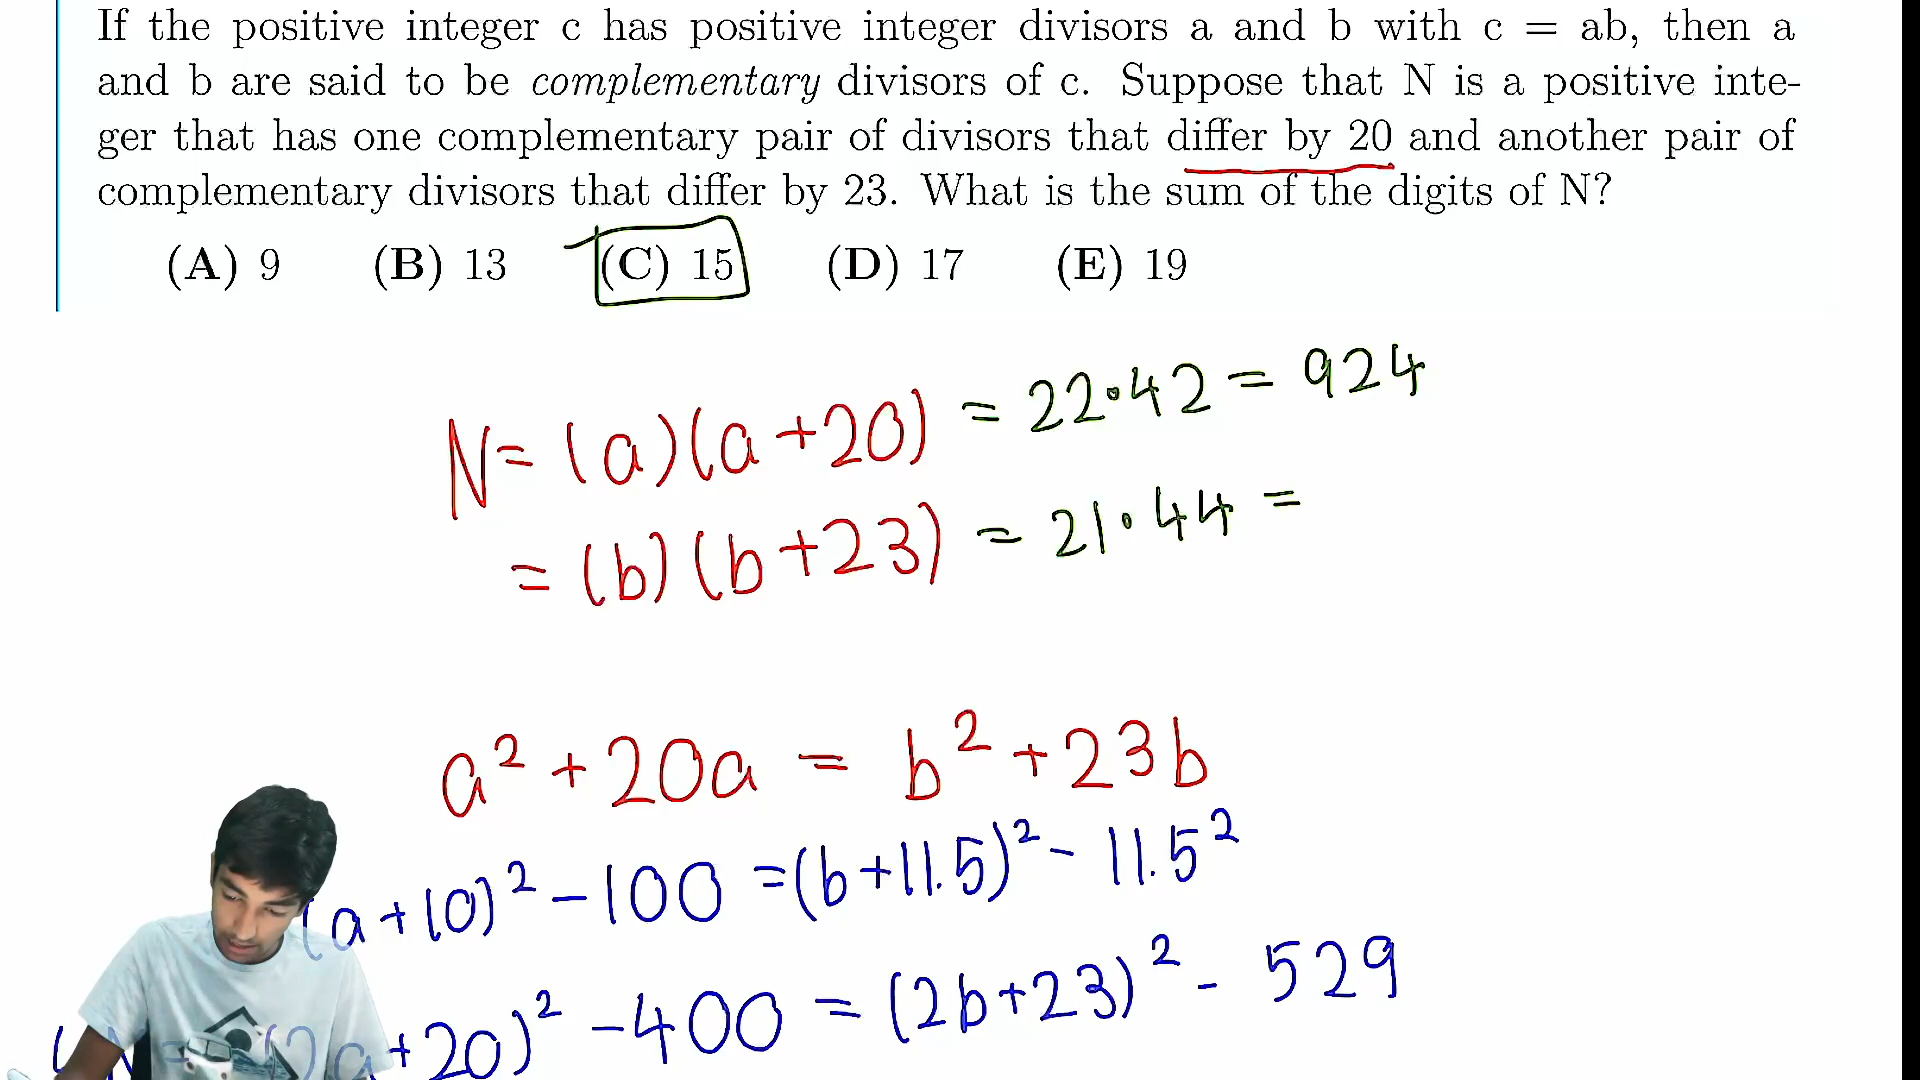 If the positive integer c has positive integer divisors a and b with c = ab, then a
and b are said to be complementary divisors of c. Suppose that N is a positive inte-
ger that has one complementary pair of divisors that differ by 20 and another pair of
complementary divisors that differ by 23. What is the sum of the digits of N?
(A) 9 (B) 13 (C) 15 (D) 17 (E) 19
N = (a)(a+20) = 22·42 = 924
= (b)(b+23) = 21·44 =
a² + 20a = b² + 23b
(a+10)² - 100 = (b+11.5)² - 11.5²
= (2a+20)² - 400 = (2b+23)² - 529